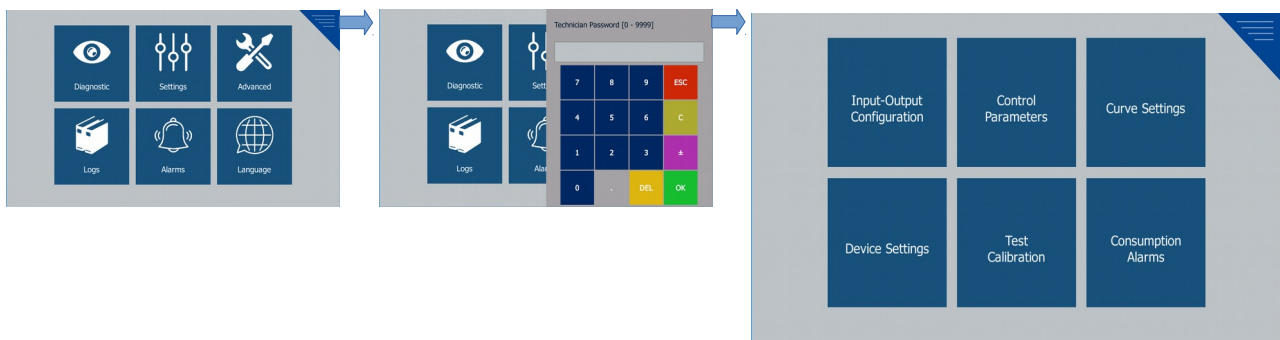 Diagnostic
Settings
Advanced
Logs
Alarms
Language
Diagnostic
Sett
Logs
Alar
Technician Password [0 - 9999]
7 8 9 ESC
4 5 6 C
1 2 3 ±
0 . DEL OK
Input-Output
Configuration
Control
Parameters
Curve Settings
Device Settings
Test
Calibration
Consumption
Alarms